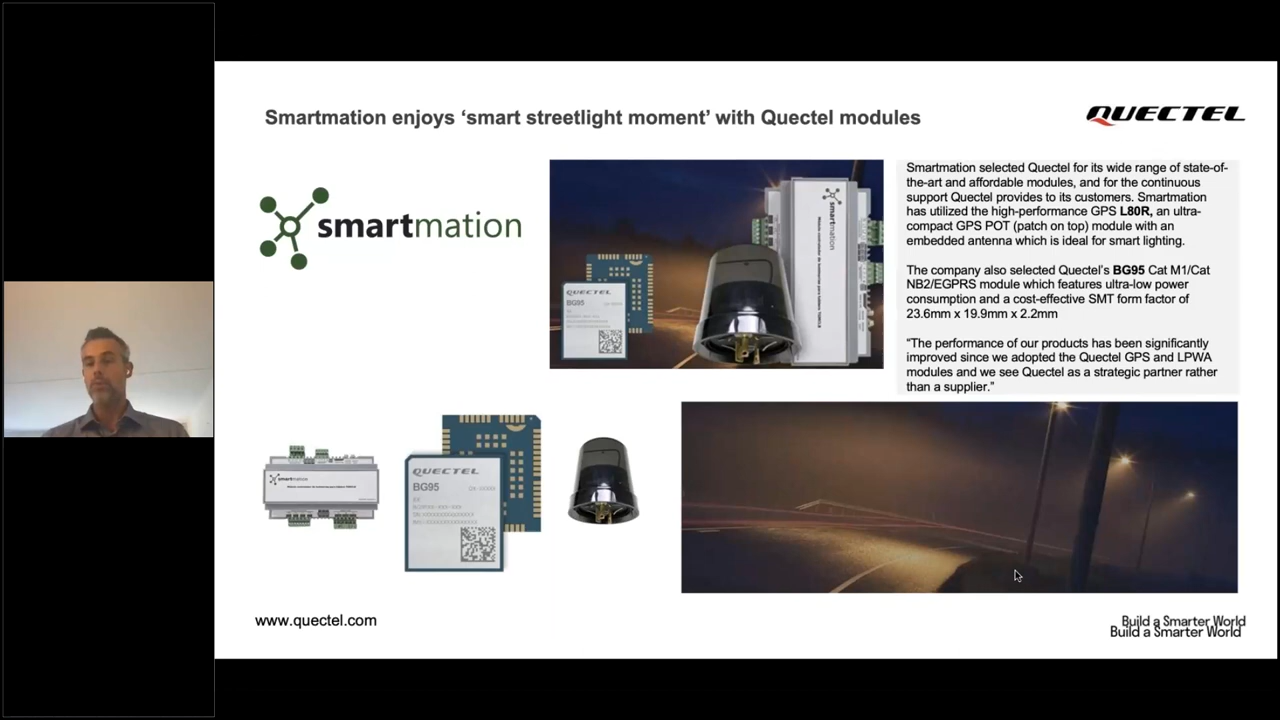 Smartmation enjoys ‘smart streetlight moment’ with Quectel modules
QUECTEL
smartmation
smartmation
QUECTEL
BG95
Smartmation selected Quectel for its wide range of state-of-
the-art and affordable modules, and for the continuous
support Quectel provides to its customers. Smartmation
has utilized the high-performance GPS L80R, an ultra-
compact GPS POT (patch on top) module with an
embedded antenna which is ideal for smart lighting.
The company also selected Quectel’s BG95 Cat M1/Cat
NB2/EGPRS module which features ultra-low power
consumption and a cost-effective SMT form factor of
23.6mm x 19.9mm x 2.2mm
“The performance of our products has been significantly
improved since we adopted the Quectel GPS and LPWA
modules and we see Quectel as a strategic partner rather
than a supplier.”
smartmation
QUECTEL
BG95
www.quectel.com
Build a Smarter World
Build a Smarter World